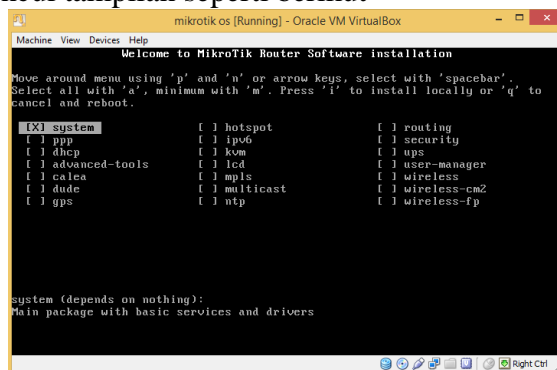 mikrotik os [Running] - Oracle VM VirtualBox
Machine View Devices Help
Welcome to MikroTik Router Software installation
Move around menu using 'p' and 'n' or arrow keys, select with 'spacebar'.
Select all with 'a', minimum with 'm'. Press 'i' to install locally or 'q' to
cancel and reboot.
[X] system [ ] hotspot [ ] routing
[ ] ppp [ ] ipv6 [ ] security
[ ] dhcp [ ] kvm [ ] ups
[ ] advanced-tools [ ] lcd [ ] user-manager
[ ] calea [ ] mpls [ ] wireless
[ ] dude [ ] multicast [ ] wireless-cm2
[ ] gps [ ] ntp [ ] wireless-fp
system (depends on nothing):
Main package with basic services and drivers
Right Ctrl